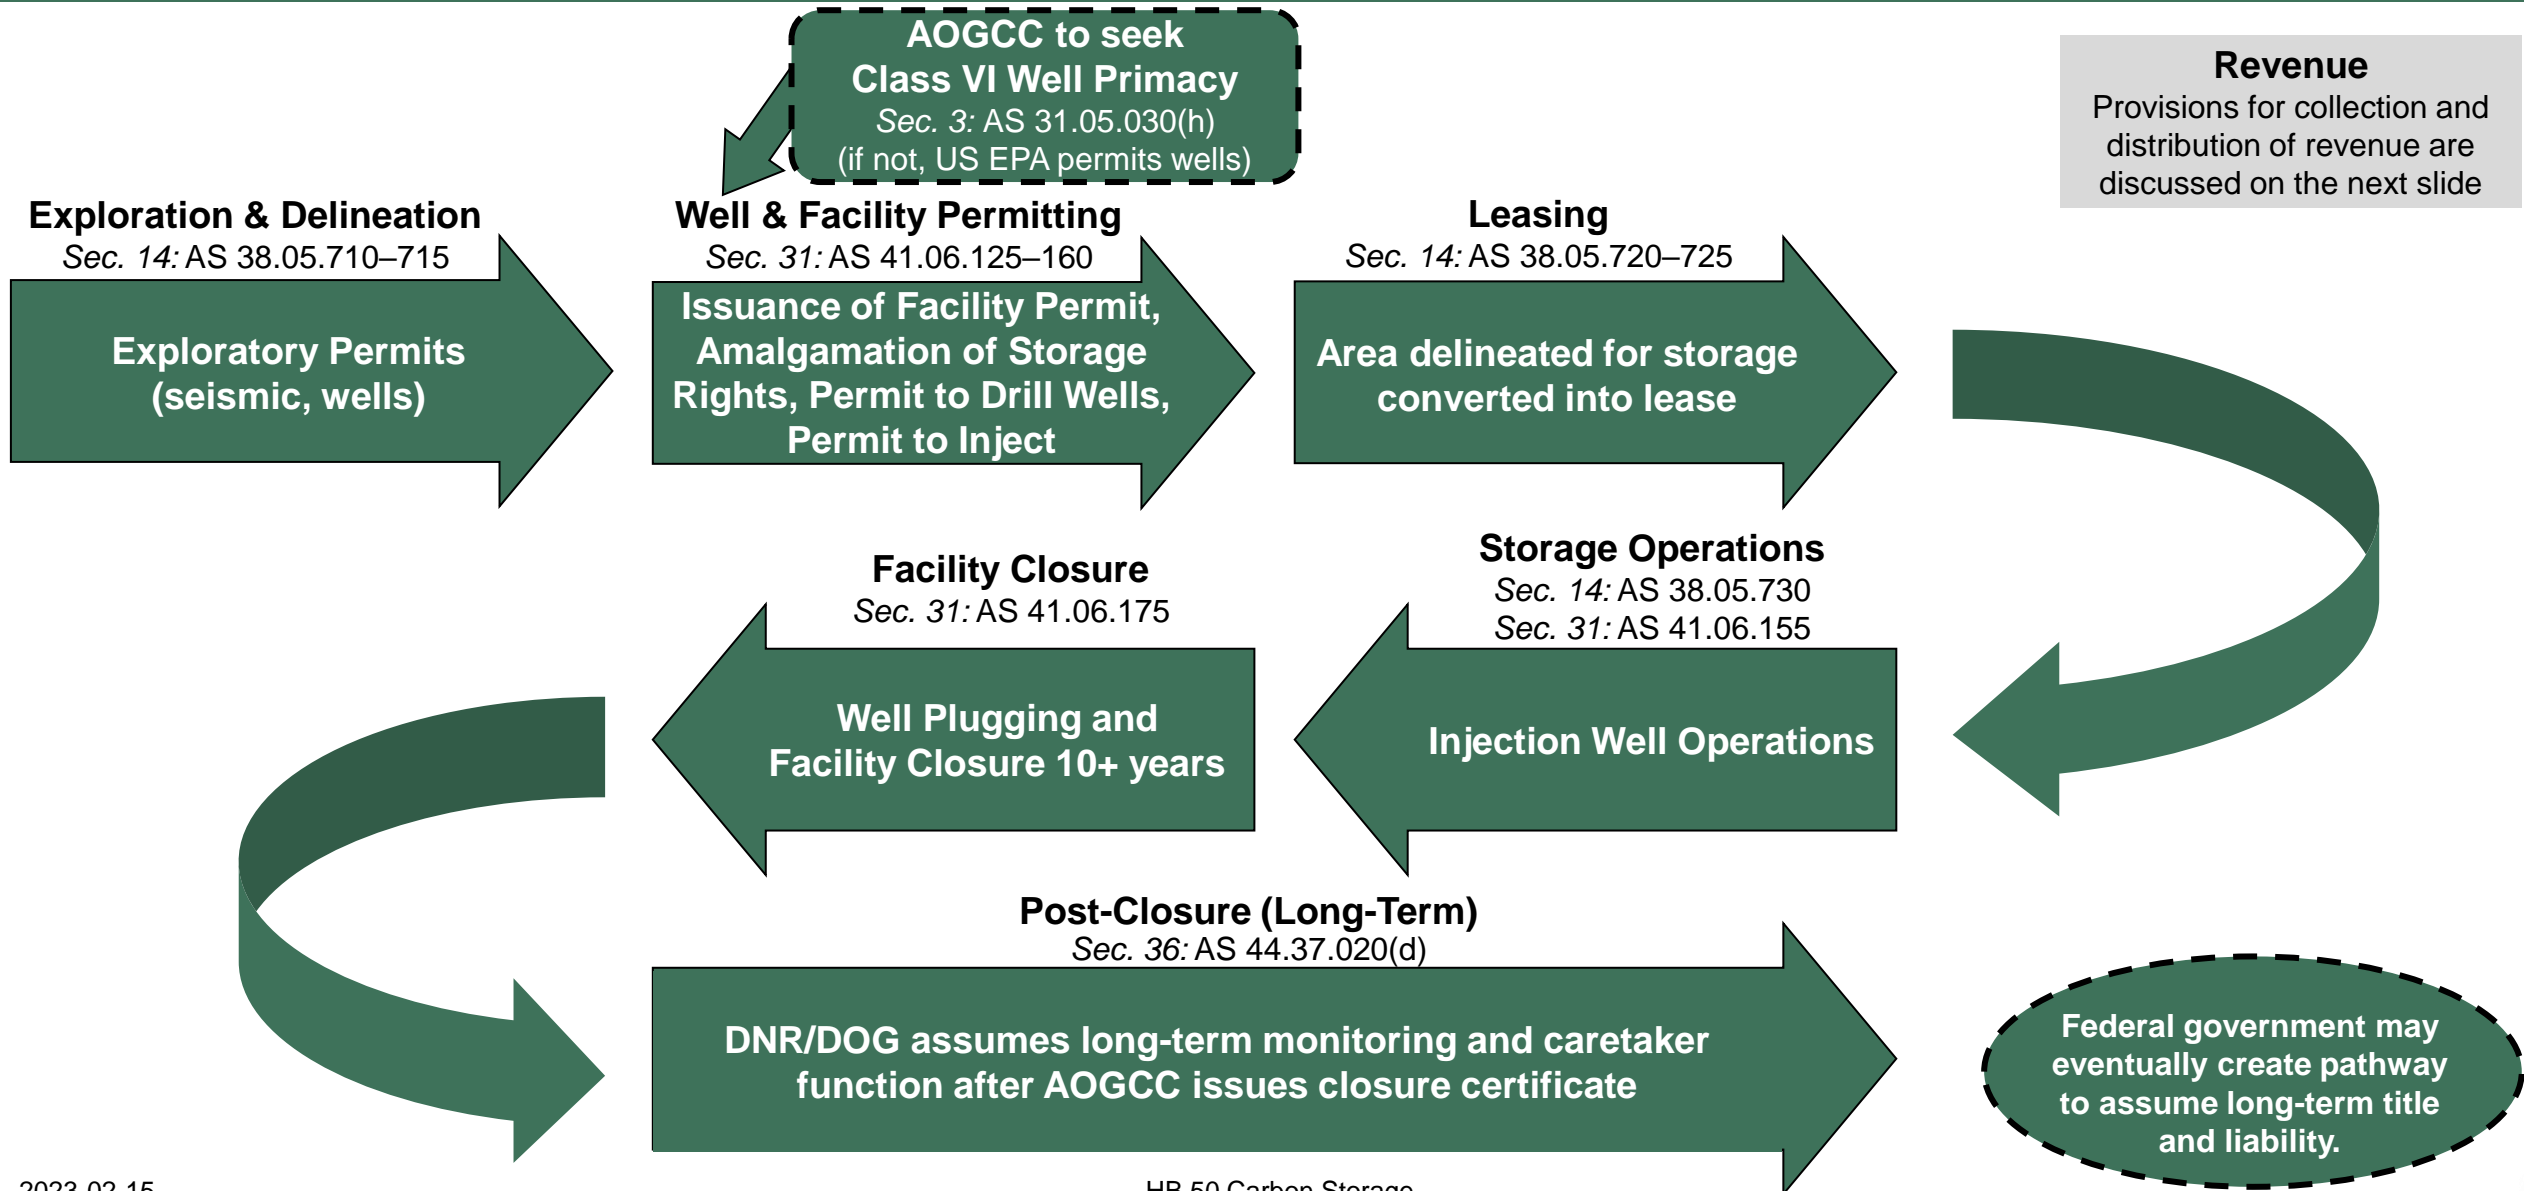 AOGCC to seek
Class VI Well Primacy
Sec. 3: AS 31.05.030(h)
(if not, US EPA permits wells)
Revenue
Provisions for collection and
distribution of revenue are
discussed on the next slide
Exploration & Delineation
Sec. 14: AS 38.05.710–715
Exploratory Permits
(seismic, wells)
Well & Facility Permitting
Sec. 31: AS 41.06.125–160
Issuance of Facility Permit,
Amalgamation of Storage
Rights, Permit to Drill Wells,
Permit to Inject
Leasing
Sec. 14: AS 38.05.720–725
Area delineated for storage
converted into lease
Storage Operations
Sec. 14: AS 38.05.730
Sec. 31: AS 41.06.155
Injection Well Operations
Facility Closure
Sec. 31: AS 41.06.175
Well Plugging and
Facility Closure 10+ years
Post-Closure (Long-Term)
Sec. 36: AS 44.37.020(d)
DNR/DOG assumes long-term monitoring and caretaker
function after AOGCC issues closure certificate
Federal government may
eventually create pathway
to assume long-term title
and liability.
2023-02-15
HB 50 Carbon Storage